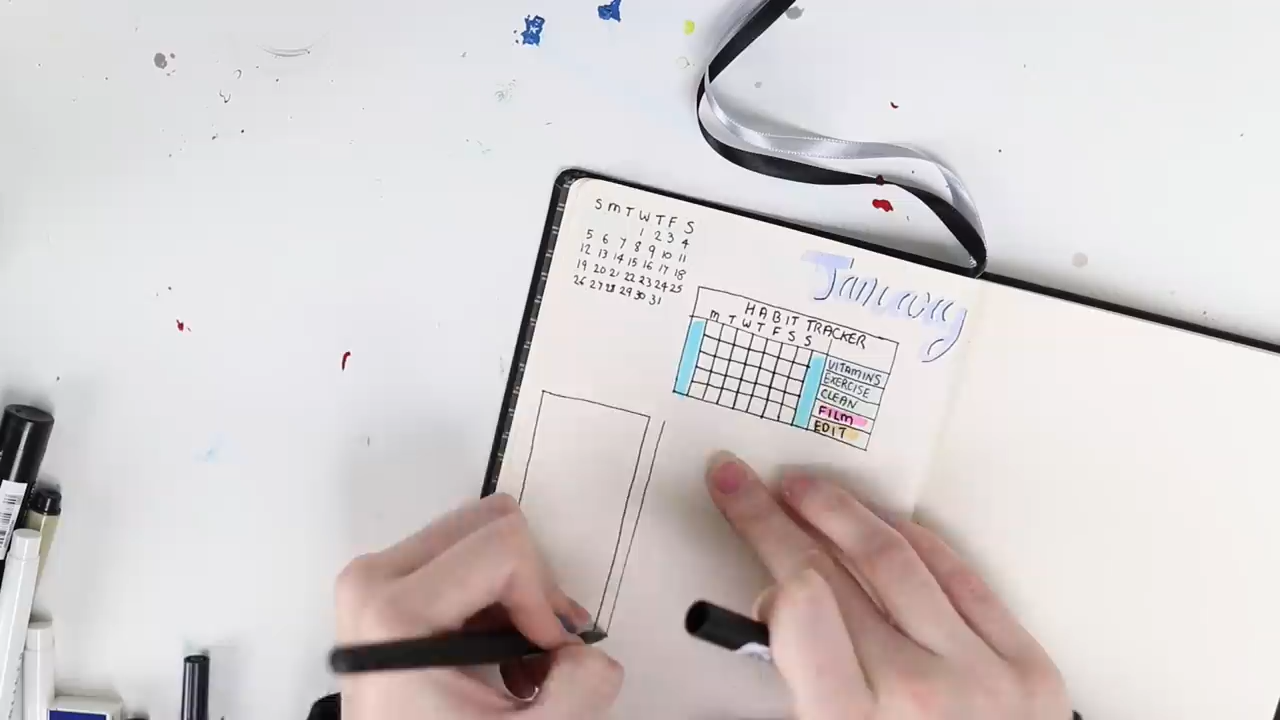 S M T W T F S
1 2 3 4
5 6 7 8 9 10 11
12 13 14 15 16 17 18
19 20 21 22 23 24 25
26 27 28 29 30 31
January
HABIT TRACKER
M T W T F S S
VITAMINS
EXERCISE
CLEAN
FILM
EDIT